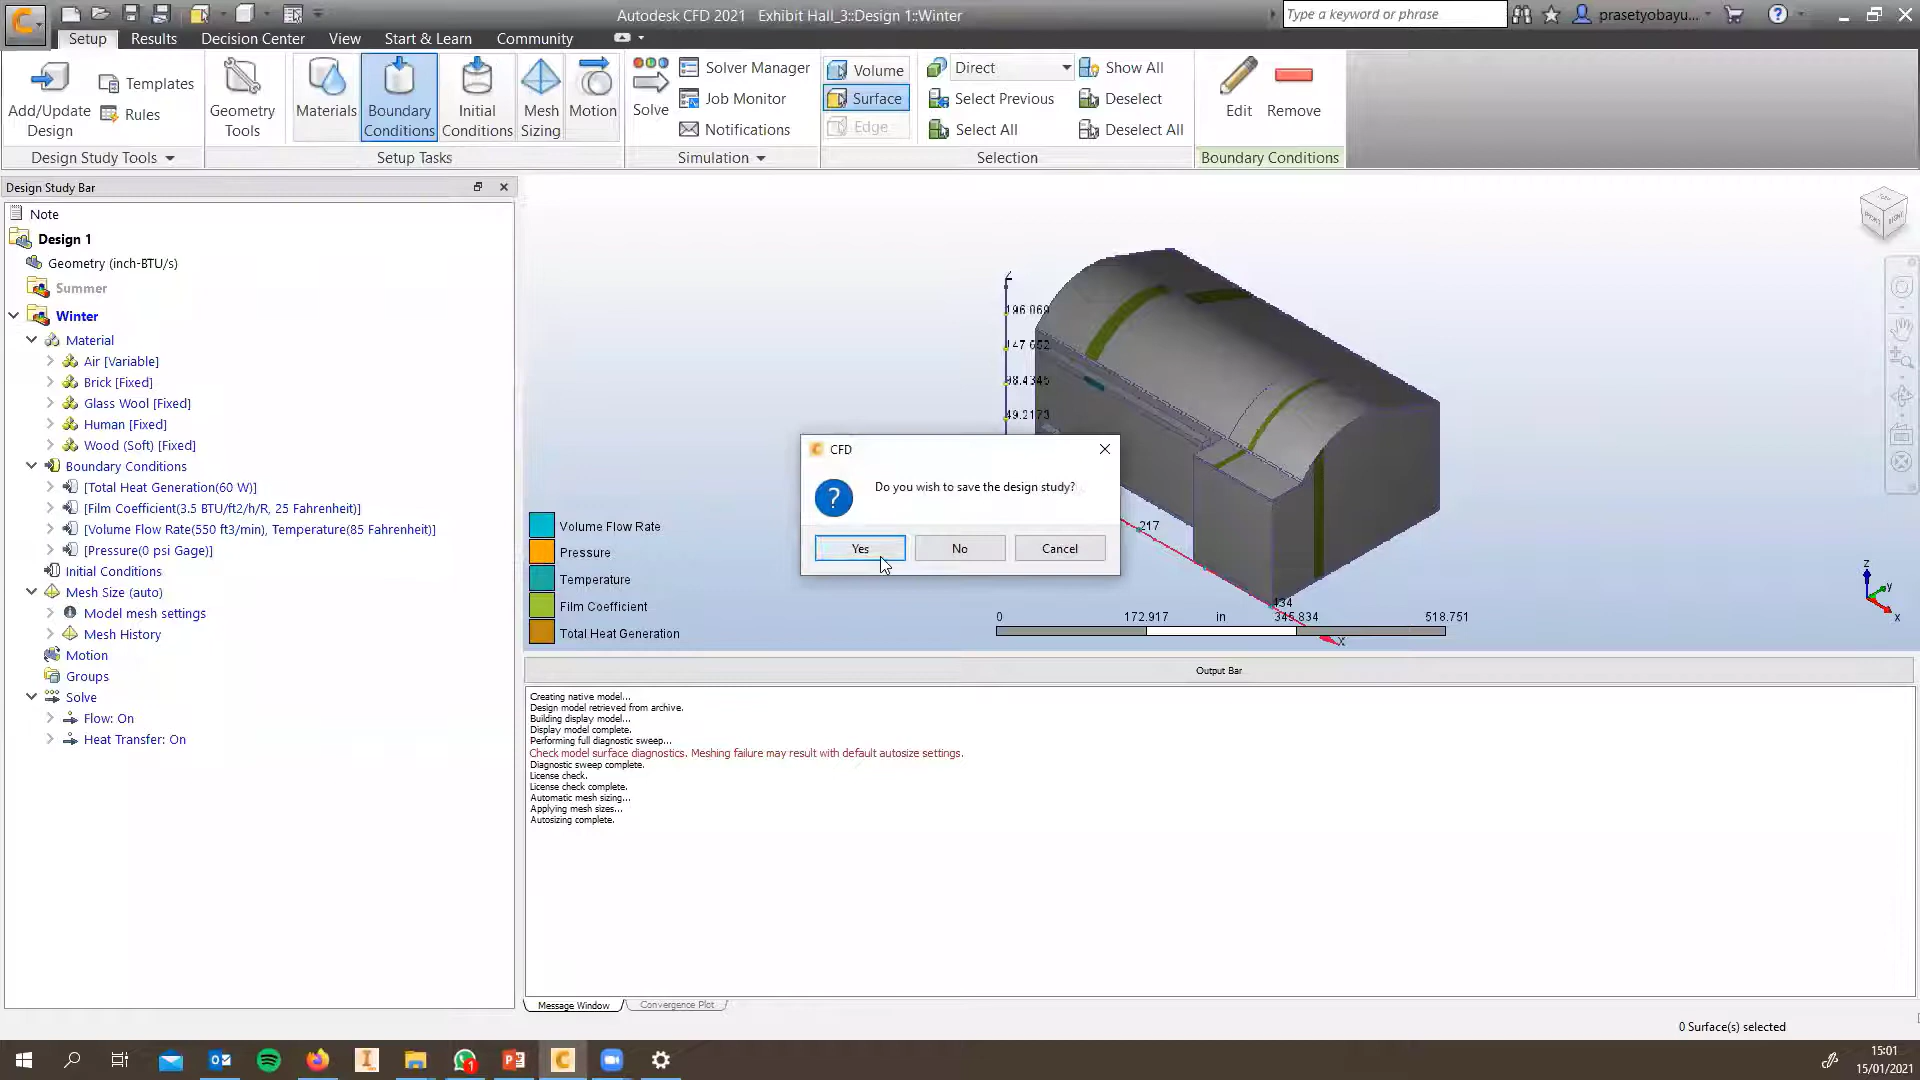 Autodesk CFD 2021 Exhibit Hall_3::Design 1::Winter
Type a keyword or phrase
prasetyobayu...
Setup
Results
Decision Center
View
Start & Learn
Community
Add/Update
Design
Templates
Rules
Design Study Tools
Geometry
Tools
Materials
Boundary
Conditions
Initial
Conditions
Mesh
Sizing
Motion
Setup Tasks
Solve
Solver Manager
Job Monitor
Notifications
Simulation
Volume
Surface
Edge
Direct
Select Previous
Select All
Show All
Deselect
Deselect All
Selection
Edit
Remove
Boundary Conditions
Design Study Bar
Note
Design 1
Geometry (inch-BTU/s)
Summer
Winter
Material
Air [Variable]
Brick [Fixed]
Glass Wool [Fixed]
Human [Fixed]
Wood (Soft) [Fixed]
Boundary Conditions
[Total Heat Generation(60 W)]
[Film Coefficient(3.5 BTU/ft2/h/R, 25 Fahrenheit)]
[Volume Flow Rate(550 ft3/min), Temperature(85 Fahrenheit)]
[Pressure(0 psi Gage)]
Initial Conditions
Mesh Size (auto)
Model mesh settings
Mesh History
Motion
Groups
Solve
Flow: On
Heat Transfer: On
Z
196.069
147.652
98.4345
49.2173
217
434
X
CFD
Do you wish to save the design study?
Yes
No
Cancel
Volume Flow Rate
Pressure
Temperature
Film Coefficient
Total Heat Generation
0 172.917 in 345.834 518.751
z
y
x
Output Bar
Creating native model...
Design model retrieved from archive.
Building display model...
Display model complete.
Performing full diagnostic sweep...
Check model surface diagnostics. Meshing failure may result with default autosize settings.
Diagnostic sweep complete.
License check.
License check complete.
Automatic mesh sizing...
Applying mesh sizes...
Autosizing complete.
Message Window
Convergence Plot
0 Surface(s) selected
15:01
15/01/2021